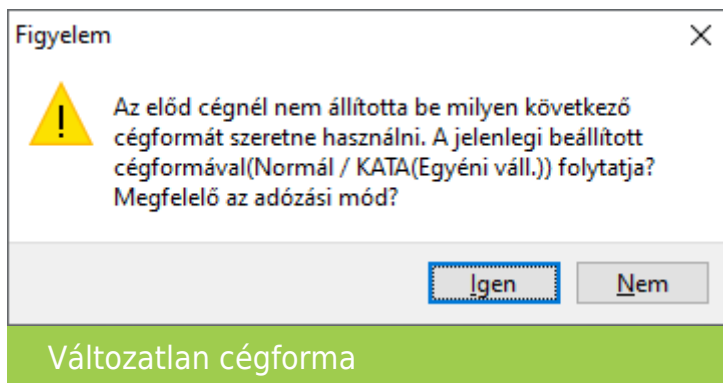 Figyelem
Az előd cégnél nem állította be milyen következő
cégformát szeretne használni. A jelenlegi beállított
cégformával(Normál / KATA(Egyéni váll.)) folytatja?
Megfelelő az adózási mód?
Igen
Nem
Változatlan cégforma